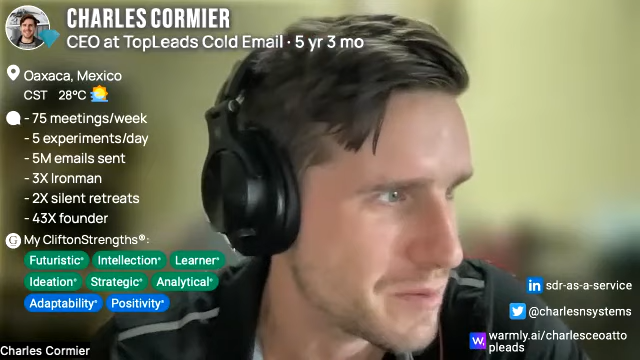 CHARLES CORMIER
CEO at TopLeads Cold Email · 5 yr 3 mo
Oaxaca, Mexico
CST 28°C
- 75 meetings/week
- 5 experiments/day
- 5M emails sent
- 3X Ironman
- 2X silent retreats
- 43X founder
G My CliftonStrengths®:
Futuristic® Intellection® Learner®
Ideation® Strategic® Analytical®
Adaptability® Positivity®
in sdr-as-a-service
@charlesnsystems
w. warmly.ai/charlesceoatto
pleads
Charles Cormier